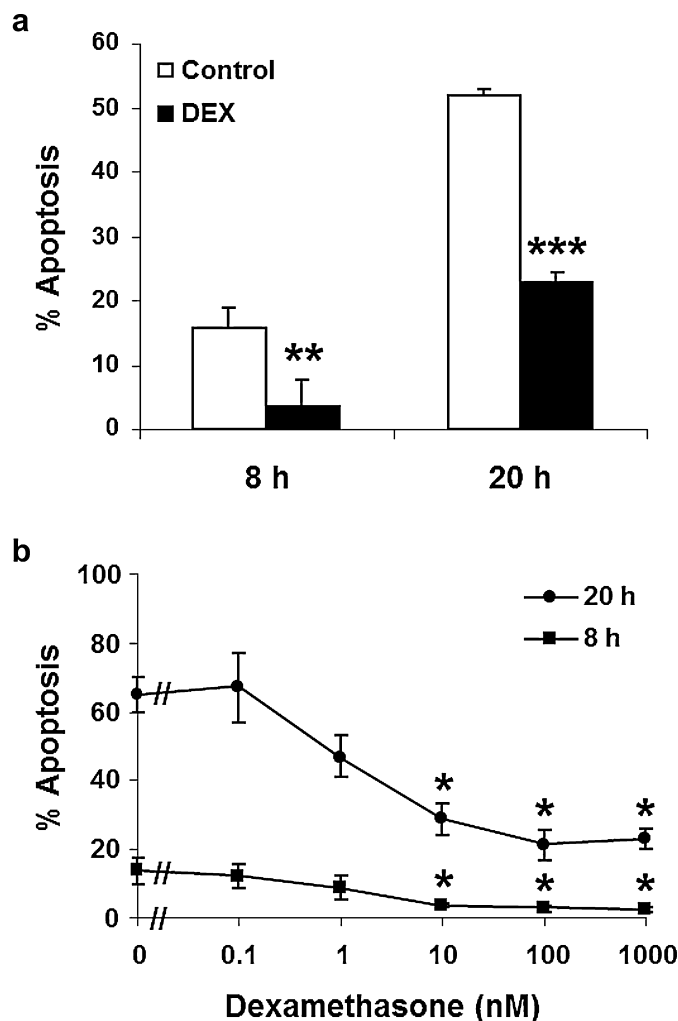 a
60
50
40
30
20
10
0
% Apoptosis
Control
DEX
**
***
8 h
20 h
b
100
80
60
40
20
0
% Apoptosis
20 h
8 h
//
//
//
* * *
* * *
0 0.1 1 10 100 1000
Dexamethasone (nM)